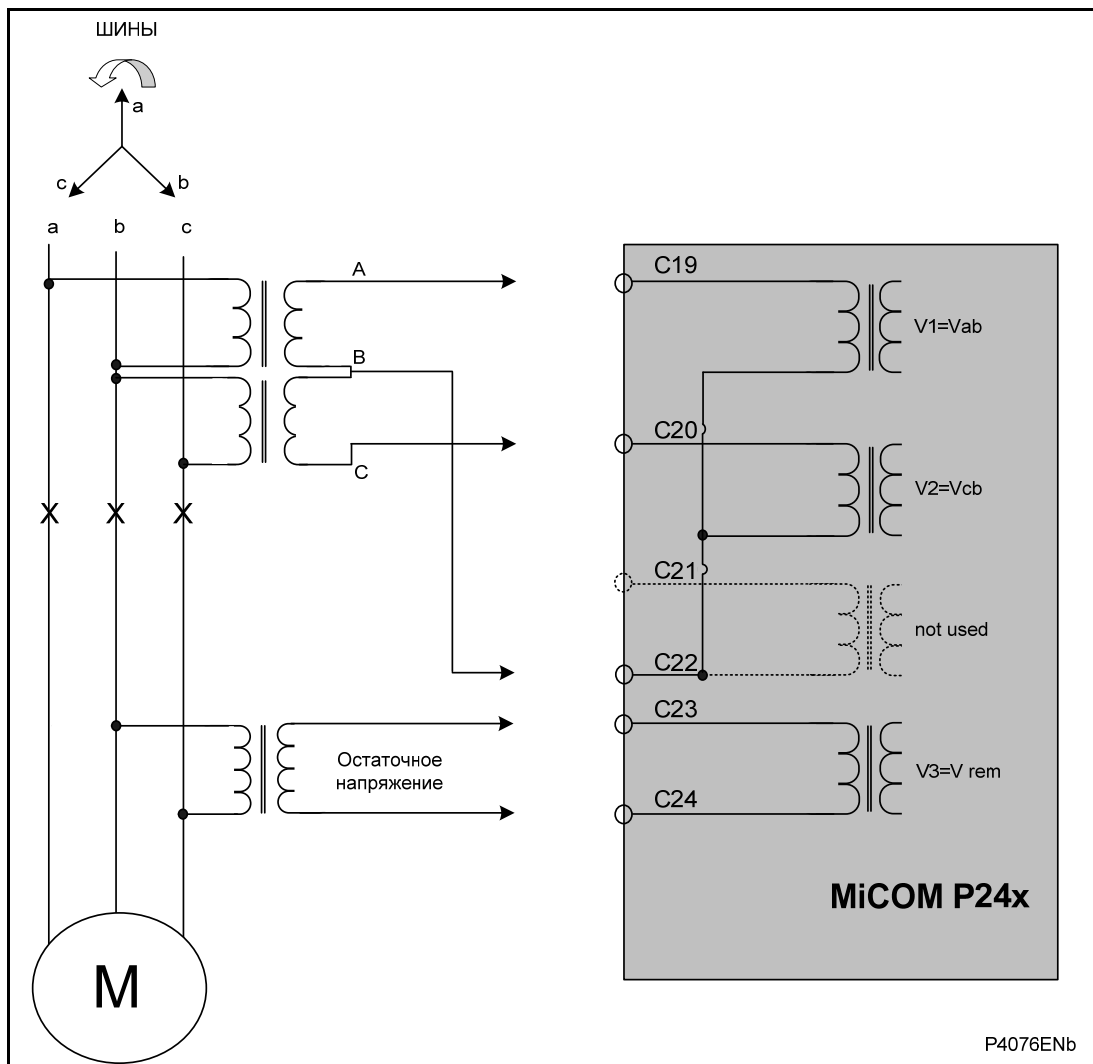 ШИНЫ
a
c
b
a
b
c
A
B
C
Остаточное
напряжение
C19
V1=Vab
C20
V2=Vcb
C21
not used
C22
C23
V3=V rem
C24
MiCOM P24x
X X X
M
P4076ENb